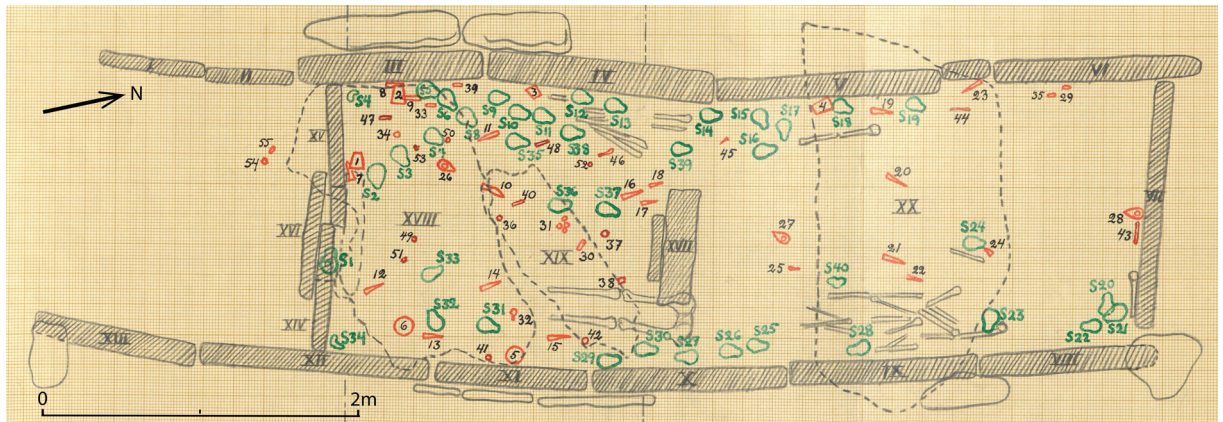 I II III IV V VI
8 2 9 39 3 S12 4 S18 19 S19 23 35 29
S4 S5 33 S6 S9 S10 S11 S13 S14 S15 S17 44
N
47 S8
XV 34 S7 50 11 S35 48 S38 46 S39 45 S16
55 54 53 52
1 7 S2 S3 26 10 40 S36 S37 16 18 17 20
XVI XVIII 36 31 37 XVII 27 XX 28 VII
49 XIX 30 S24 24 43
S1 51 S33 25 21 22
12 14 38 S40
XIV S32 S31 32 S20
S34 6 13 15 42 S30 S26 S25 S28 S23 S22 S21
41 5 S29 S27
XIII XII XI X IX VIII
0 2m